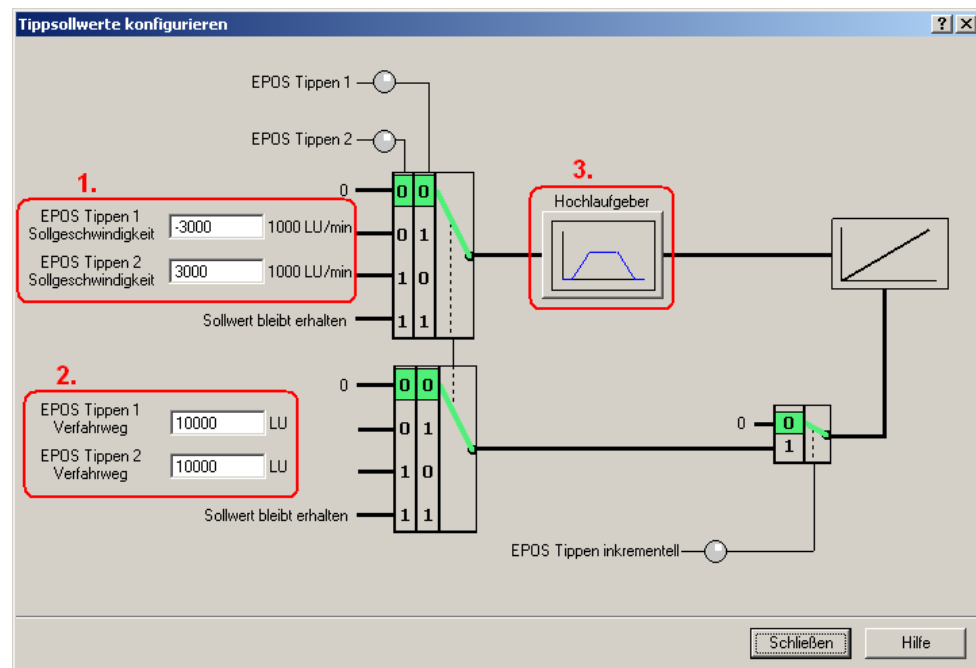 Tippsollwerte konfigurieren
? ×
EPOS Tippen 1
EPOS Tippen 2
1.
0
0 0
EPOS Tippen 1
Sollgeschwindigkeit
-3000
1000 LU/min
0 1
EPOS Tippen 2
Sollgeschwindigkeit
3000
1000 LU/min
1 0
Sollwert bleibt erhalten
1 1
3.
Hochlaufgeber
2.
0
0 0
EPOS Tippen 1
Verfahrweg
10000
LU
0 1
EPOS Tippen 2
Verfahrweg
10000
LU
1 0
Sollwert bleibt erhalten
1 1
0
0
1
EPOS Tippen inkrementell
Schließen
Hilfe